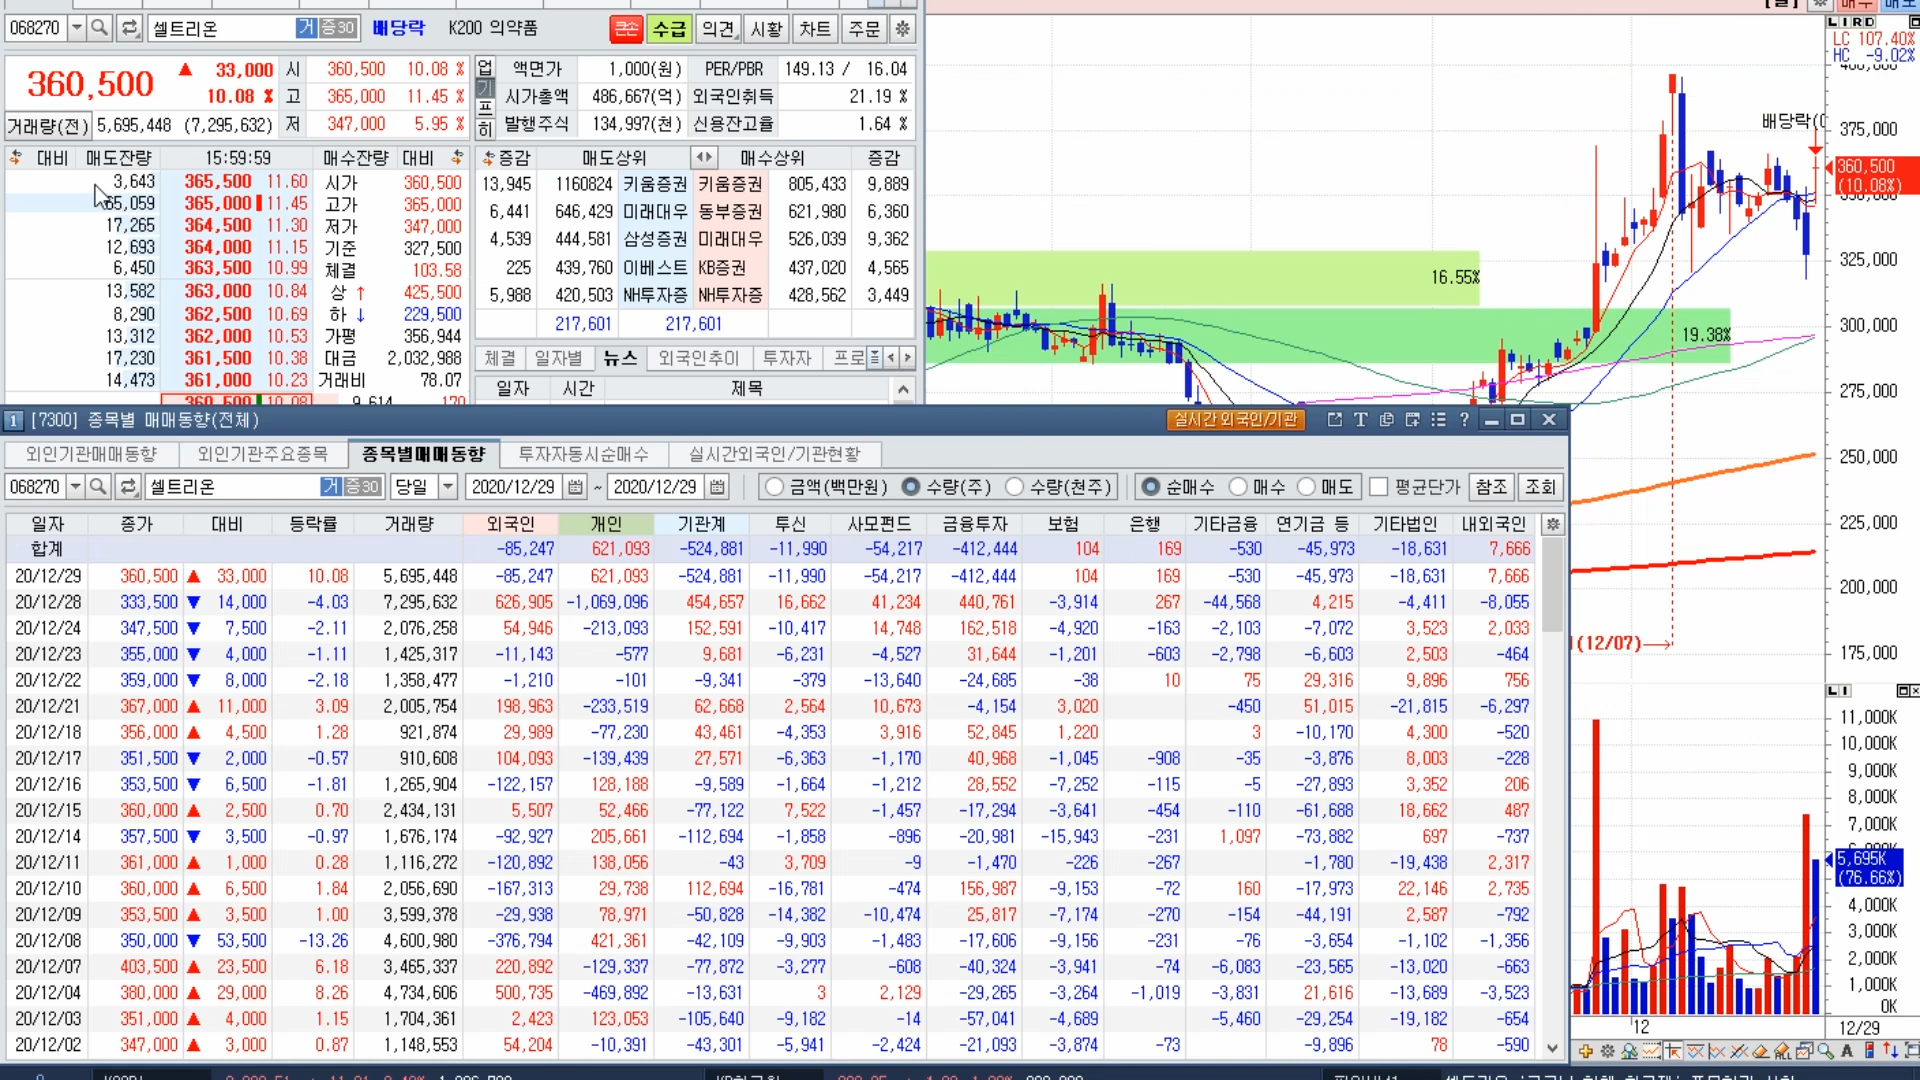 068270 셀트리온 거 증30 배당락 K200 의약품 큰손 수급 의견 시황 차트 주문
360,500 ▲ 33,000 시 360,500 10.08 % 업 액면가 1,000(원) PER/PBR 149.13 / 16.04
10.08 % 고 365,000 11.45 % 기 시가총액 486,667(억) 외국인취득 21.19 %
거래량(전) 5,695,448 (7,295,632) 저 347,000 5.95 % 프 히 발행주식 134,997(천) 신용잔고율 1.64 %
대비 매도잔량 15:59:59 매수잔량 대비 증감 매도상위 매수상위 증감
3,643 365,500 11.60 시가 360,500 13,945 1160824 키움증권 키움증권 805,433 9,889
65,059 365,000 11.45 고가 365,000 6,441 646,429 미래대우 동부증권 621,980 6,360
17,265 364,500 11.30 저가 347,000
12,693 364,000 11.15 기준 327,500 4,539 444,581 삼성증권 미래대우 526,039 9,362
6,450 363,500 10.99 체결 103.58 225 439,760 이베스트 KB증권 437,020 4,565
13,582 363,000 10.84 상 ↑ 425,500 5,988 420,503 NH투자증 NH투자증 428,562 3,449
8,290 362,500 10.69 하 ↓ 229,500 217,601 217,601
13,312 362,000 10.53 가평 356,944
17,230 361,500 10.38 대금 2,032,988 체결 일자별 뉴스 외국인추이 투자자 프로
14,473 361,000 10.23 거래비 78.07 일자 시간 제목
360,500 10.08 9,614 170
1 [7300] 종목별 매매동향(전체) 실시간 외국인/기관 T ?
외인기관매매동향 외인기관주요종목 종목별매매동향 투자자동시순매수 실시간외국인/기관현황
068270 셀트리온 거 증30 당일 2020/12/29 ~ 2020/12/29 금액(백만원) 수량(주) 수량(천주) 순매수 매수 매도 평균단가 참조 조회
일자 종가 대비 등락률 거래량 외국인 개인 기관계 투신 사모펀드 금융투자 보험 은행 기타금융 연기금 등 기타법인 내외국인
합계 -85,247 621,093 -524,881 -11,990 -54,217 -412,444 104 169 -530 -45,973 -18,631 7,666
20/12/29 360,500 ▲ 33,000 10.08 5,695,448 -85,247 621,093 -524,881 -11,990 -54,217 -412,444 104 169 -530 -45,973 -18,631 7,666
20/12/28 333,500 ▼ 14,000 -4.03 7,295,632 626,905 -1,069,096 454,657 16,662 41,234 440,761 -3,914 267 -44,568 4,215 -4,411 -8,055
20/12/24 347,500 ▼ 7,500 -2.11 2,076,258 54,946 -213,093 152,591 -10,417 14,748 162,518 -4,920 -163 -2,103 -7,072 3,523 2,033
20/12/23 355,000 ▼ 4,000 -1.11 1,425,317 -11,143 -577 9,681 -6,231 -4,527 31,644 -1,201 -603 -2,798 -6,603 2,503 -464
20/12/22 359,000 ▼ 8,000 -2.18 1,358,477 -1,210 -101 -9,341 -379 -13,640 -24,685 -38 10 75 29,316 9,896 756
20/12/21 367,000 ▲ 11,000 3.09 2,005,754 198,963 -233,519 62,668 2,564 10,673 -4,154 3,020 -450 51,015 -21,815 -6,297
20/12/18 356,000 ▲ 4,500 1.28 921,874 29,989 -77,230 43,461 -4,353 3,916 52,845 1,220 3 -10,170 4,300 -520
20/12/17 351,500 ▼ 2,000 -0.57 910,608 104,093 -139,439 27,571 -6,363 -1,170 40,968 -1,045 -908 -35 -3,876 8,003 -228
20/12/16 353,500 ▼ 6,500 -1.81 1,265,904 -122,157 128,188 -9,589 -1,664 -1,212 28,552 -7,252 -115 -5 -27,893 3,352 206
20/12/15 360,000 ▲ 2,500 0.70 2,434,131 5,507 52,466 -77,122 7,522 -1,457 -17,294 -3,641 -454 -110 -61,688 18,662 487
20/12/14 357,500 ▼ 3,500 -0.97 1,676,174 -92,927 205,661 -112,694 -1,858 -896 -20,981 -15,943 -231 1,097 -73,882 697 -737
20/12/11 361,000 ▲ 1,000 0.28 1,116,272 -120,892 138,056 -43 3,709 -9 -1,470 -226 -267 -1,780 -19,438 2,317
20/12/10 360,000 ▲ 6,500 1.84 2,056,690 -167,313 29,738 112,694 -16,781 -474 156,987 -9,153 -72 160 -17,973 22,146 2,735
20/12/09 353,500 ▲ 3,500 1.00 3,599,378 -29,938 78,971 -50,828 -14,382 -10,474 25,817 -7,174 -270 -154 -44,191 2,587 -792
20/12/08 350,000 ▼ 53,500 -13.26 4,600,980 -376,794 421,361 -42,109 -9,903 -1,483 -17,606 -9,156 -231 -76 -3,654 -1,102 -1,356
20/12/07 403,500 ▲ 23,500 6.18 3,465,337 220,892 -129,337 -77,872 -3,277 -608 -40,324 -3,941 -74 -6,083 -23,565 -13,020 -663
20/12/04 380,000 ▲ 29,000 8.26 4,734,606 500,735 -469,892 -13,631 3 2,129 -29,265 -3,264 -1,019 -3,831 21,616 -13,689 -3,523
20/12/03 351,000 ▲ 4,000 1.15 1,704,361 2,423 123,053 -105,640 -9,182 -14 -57,041 -4,689 -5,460 -29,254 -19,182 -654
20/12/02 347,000 ▲ 3,000 0.87 1,148,553 54,204 -10,391 -43,301 -5,941 -2,424 -21,093 -3,874 -73 -9,896 78 -590
L I R D
LC 107.40%
HC -9.02%
배당락(
375,000
360,500
(10.08%)
325,000
16.55%
300,000
19.38%
275,000
250,000
225,000
200,000
(12/07)
175,000
L I
11,000K
10,000K
9,000K
8,000K
7,000K
5,695K
(76.66%)
4,000K
3,000K
2,000K
1,000K
0K
12 12/29
A